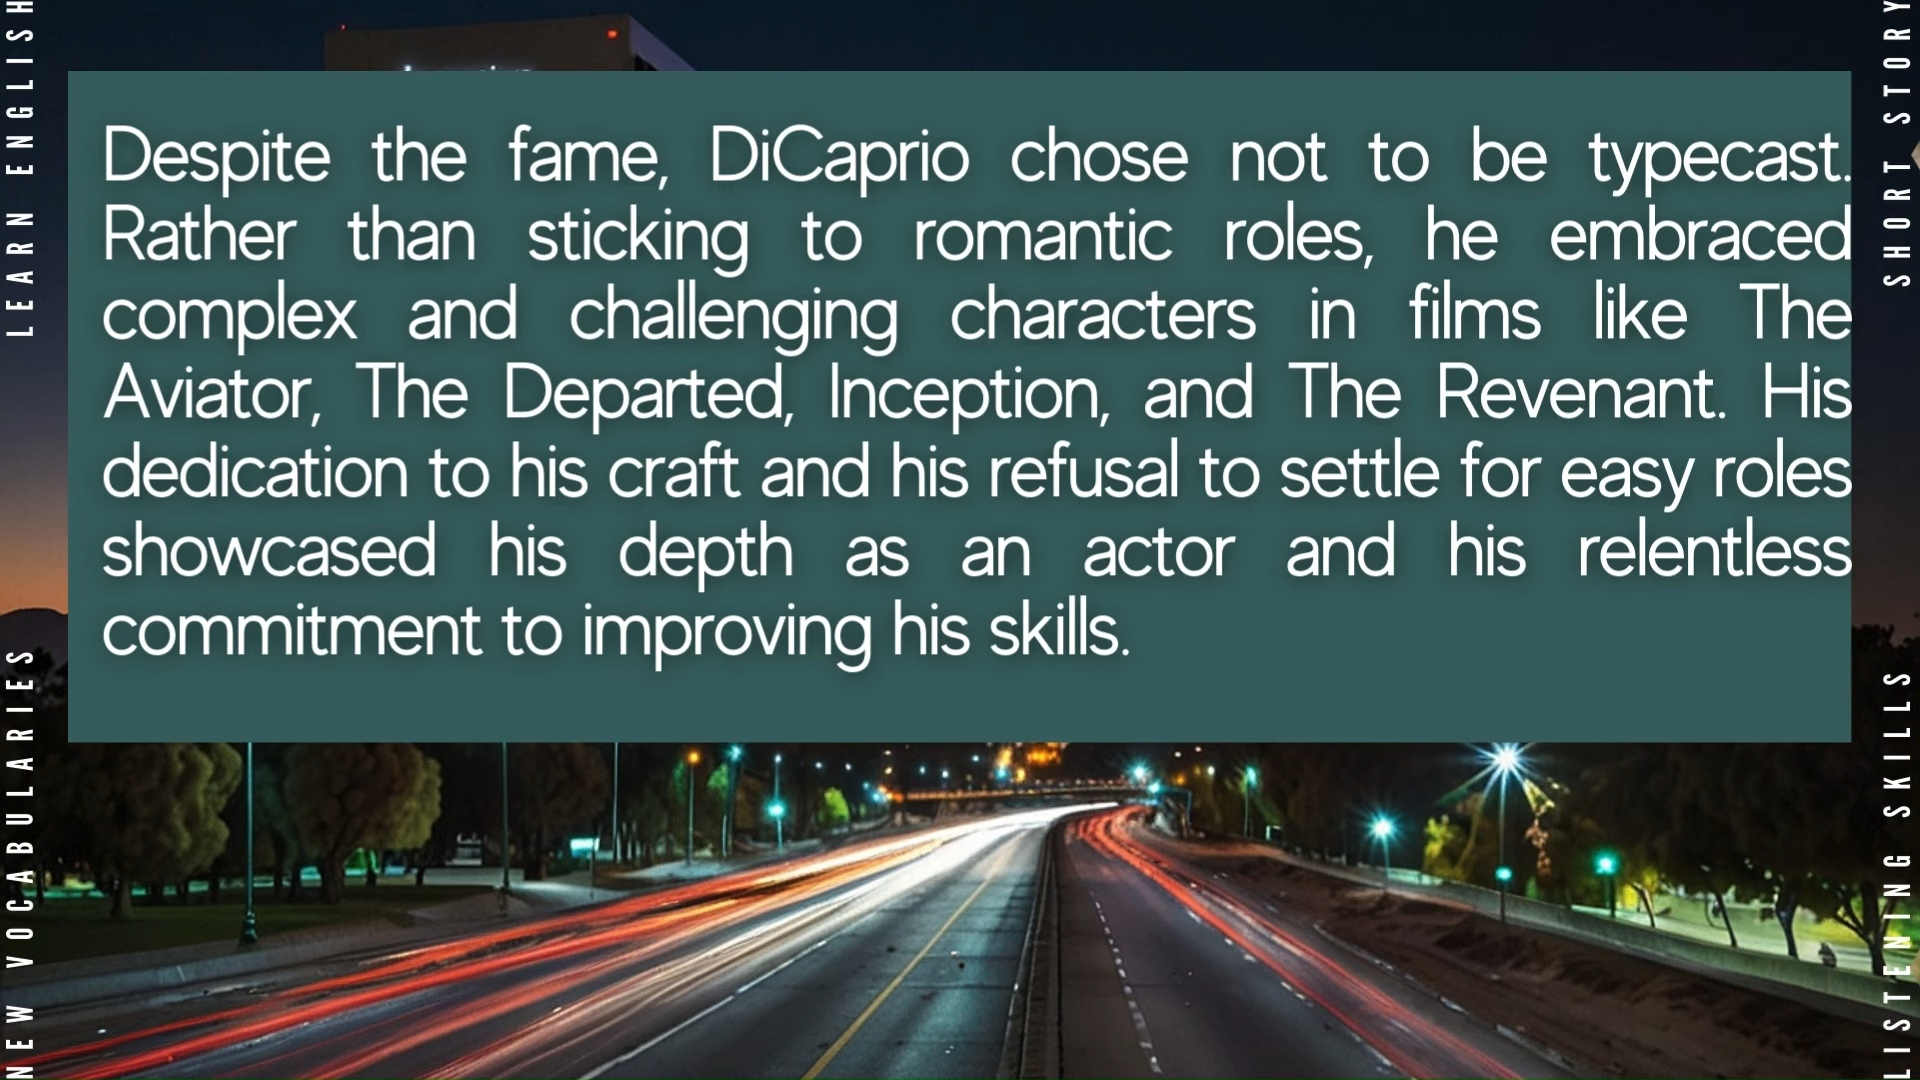 Despite the fame, DiCaprio chose not to be typecast.
Rather than sticking to romantic roles, he embraced
complex and challenging characters in films like The
Aviator, The Departed, Inception, and The Revenant. His
dedication to his craft and his refusal to settle for easy roles
showcased his depth as an actor and his relentless
commitment to improving his skills.
LEARN ENGLISH
NEW VOCABULARIES
SHORT STORY
LISTENING SKILLS